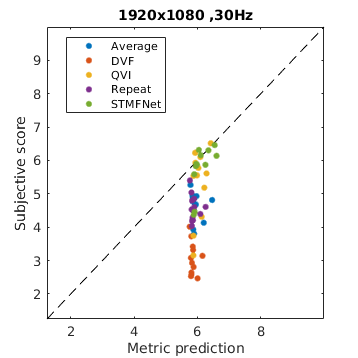 1920x1080 ,30Hz
Average
DVF
QVI
Repeat
STMFNet
10
9
8
7
6
5
4
3
2
Subjective score
2
4
6
8
Metric prediction